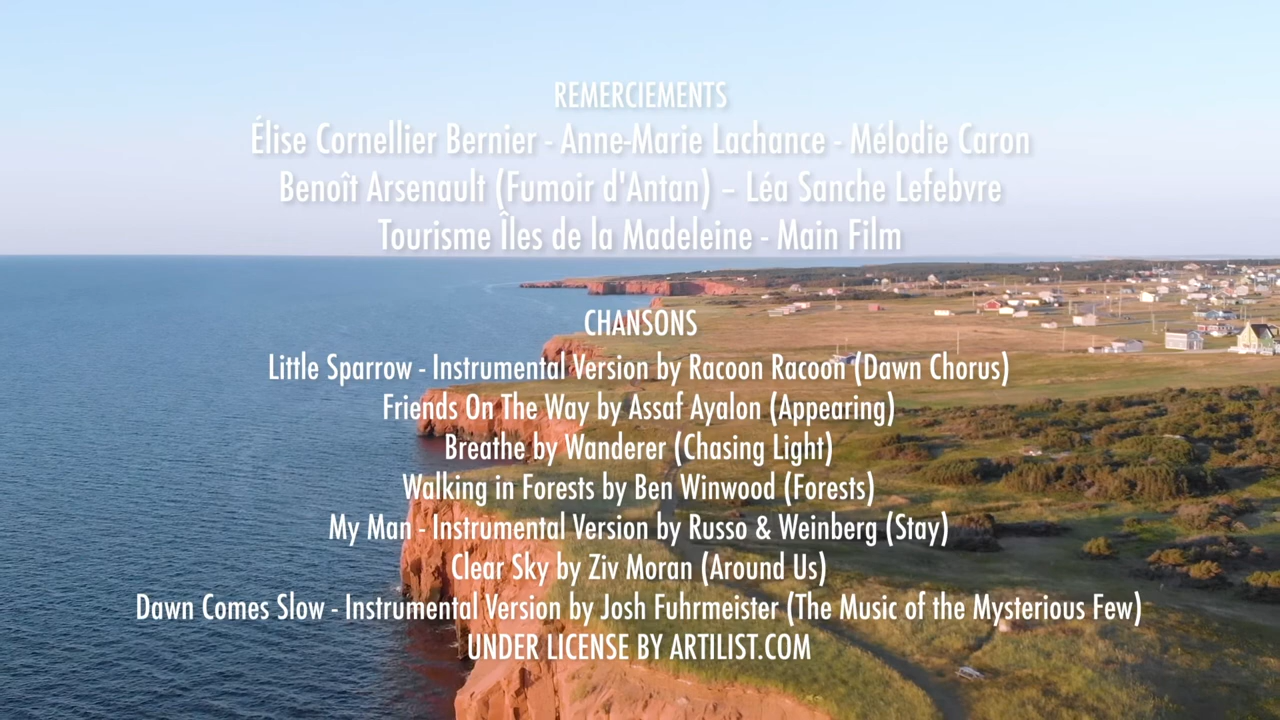 REMERCIEMENTS
Élise Cornellier Bernier - Anne-Marie Lachance - Mélodie Caron
Benoît Arsenault (Fumoir d'Antan) – Léa Sanche Lefebvre
Tourisme Îles de la Madeleine - Main Film
CHANSONS
Little Sparrow - Instrumental Version by Racoon Racoon (Dawn Chorus)
Friends On The Way by Assaf Ayalon (Appearing)
Breathe by Wanderer (Chasing Light)
Walking in Forests by Ben Winwood (Forests)
My Man - Instrumental Version by Russo & Weinberg (Stay)
Clear Sky by Ziv Moran (Around Us)
Dawn Comes Slow - Instrumental Version by Josh Fuhrmeister (The Music of the Mysterious Few)
UNDER LICENSE BY ARTILIST.COM